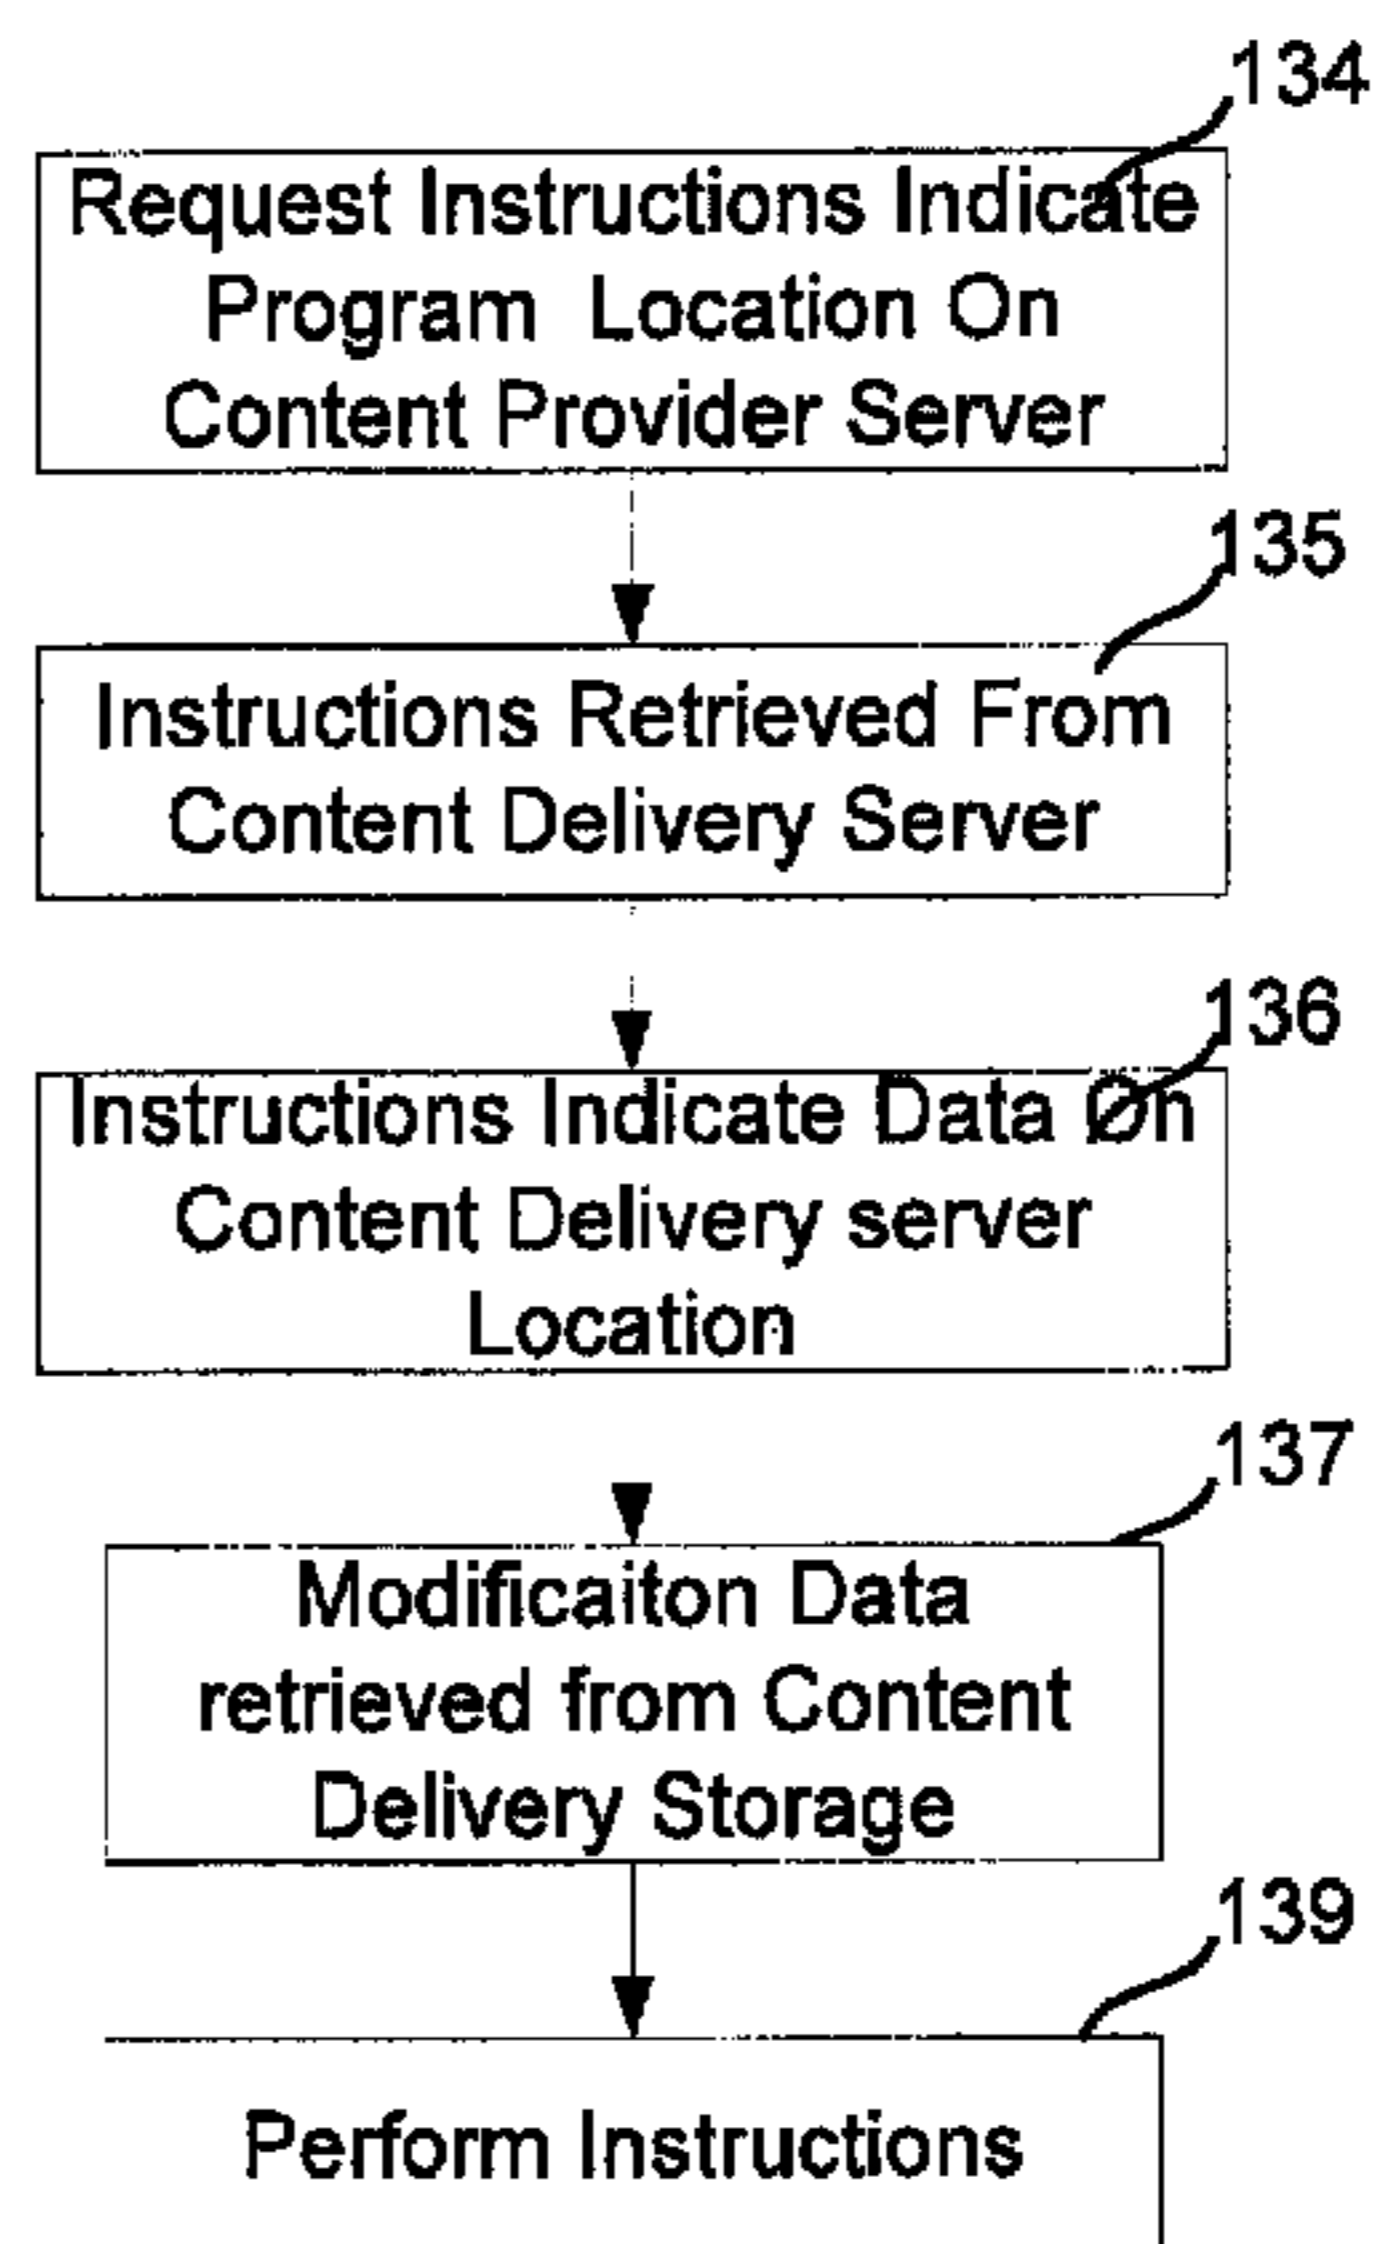 134
Request Instructions Indicate
Program Location On
Content Provider Server
135
Instructions Retrieved From
Content Delivery Server
136
Instructions Indicate Data On
Content Delivery server
Location
137
Modificaiton Data
retrieved from Content
Delivery Storage
139
Perform Instructions